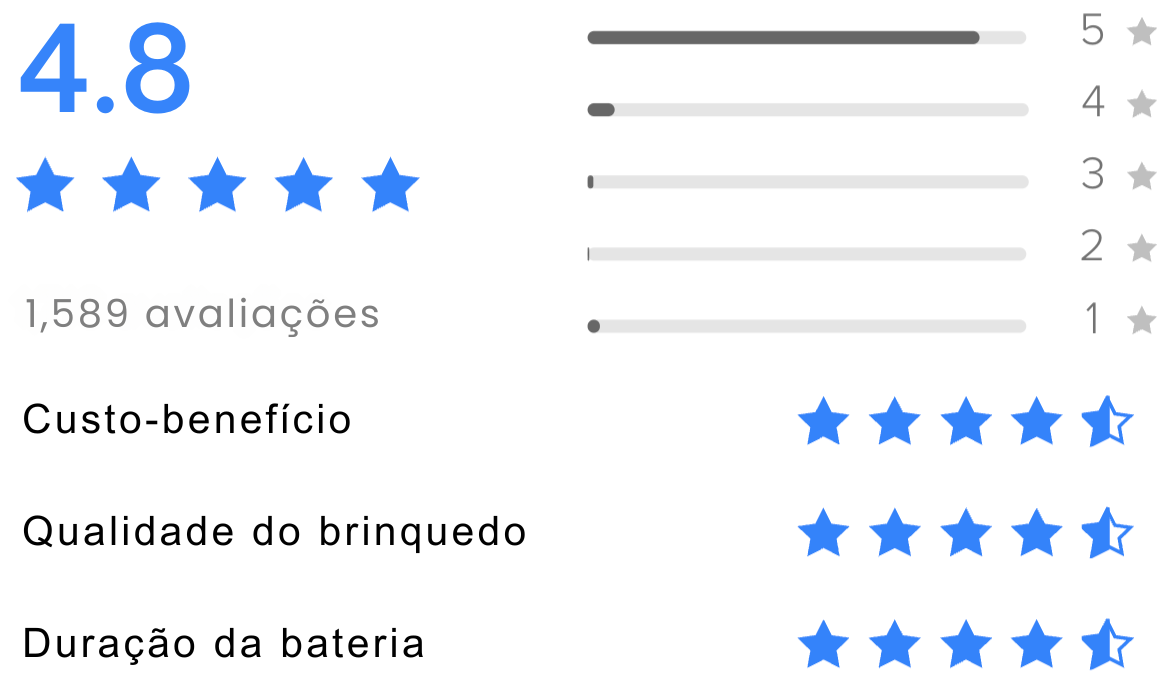 4.8
1,589 avaliações
5
4
3
2
1
Custo-benefício
Qualidade do brinquedo
Duração da bateria